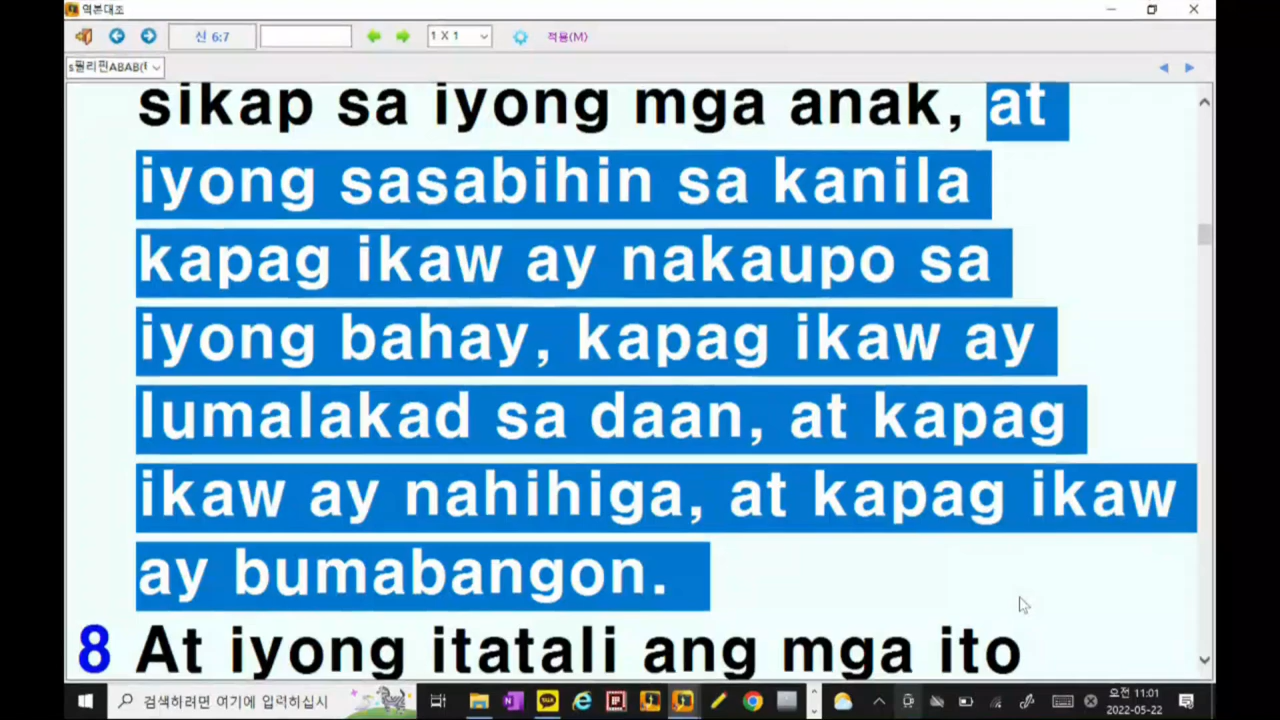 역본대조
신 6:7
1 X 1
적용(M)
s필리핀ABAB(
sikap sa iyong mga anak, at
iyong sasabihin sa kanila
kapag ikaw ay nakaupo sa
iyong bahay, kapag ikaw ay
lumalakad sa daan, at kapag
ikaw ay nahihiga, at kapag ikaw
ay bumabangon.
8 At iyong itatali ang mga ito
검색하려면 여기에 입력하십시
TALK
오전 11:01
2022-05-22